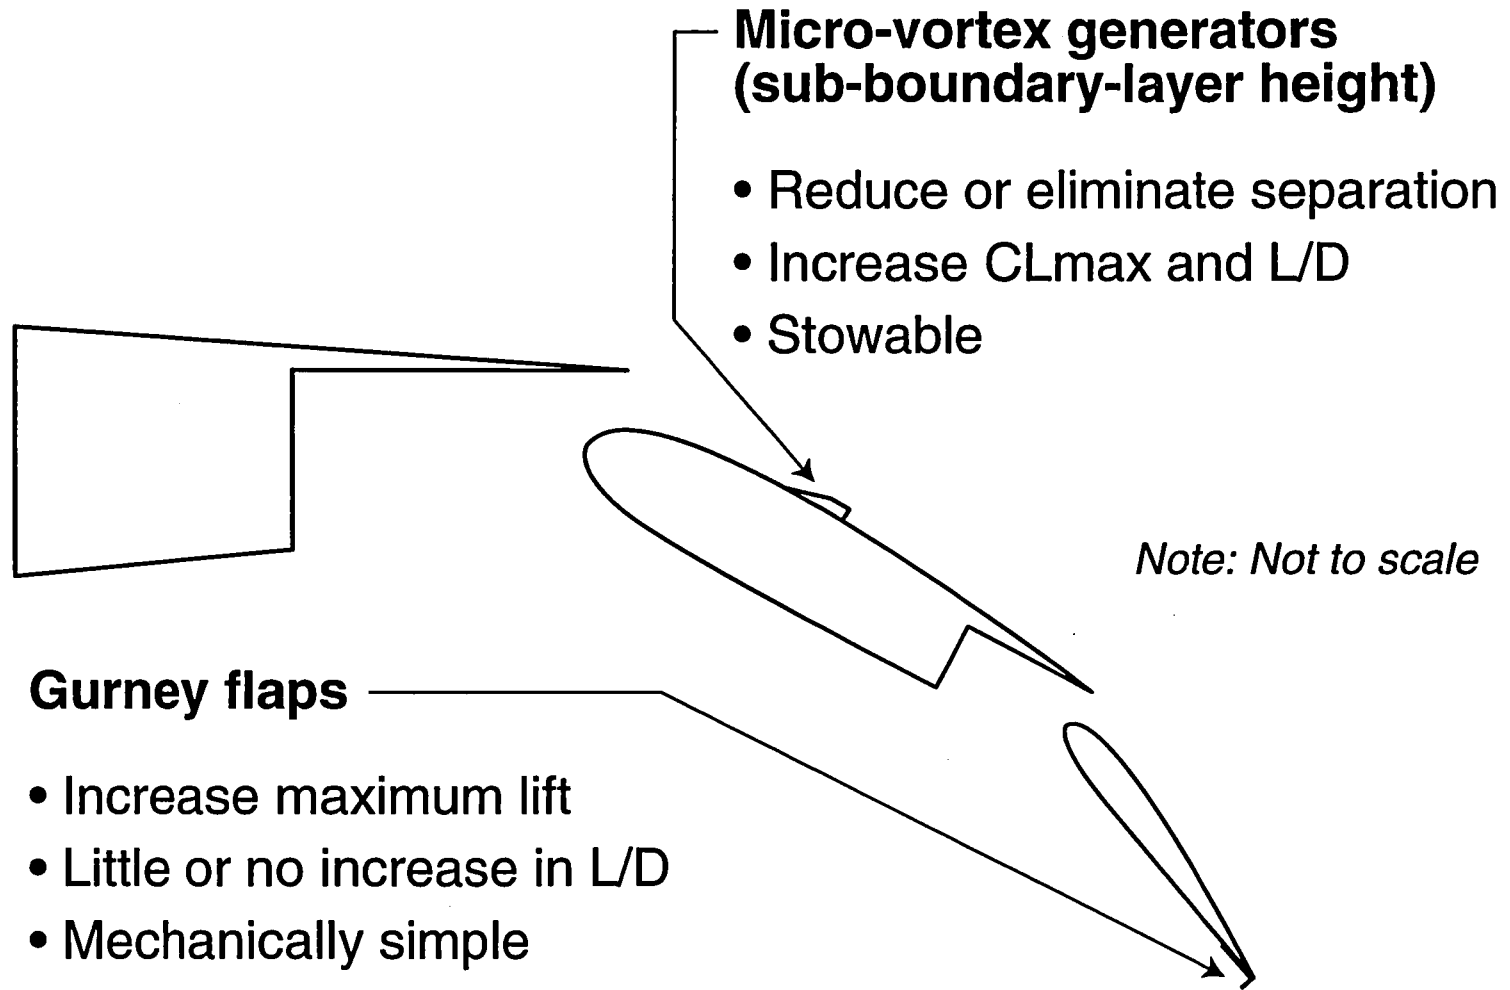 Micro-vortex generators
(sub-boundary-layer height)
• Reduce or eliminate separation
• Increase CLmax and L/D
• Stowable
Note: Not to scale
Gurney flaps
• Increase maximum lift
• Little or no increase in L/D
• Mechanically simple